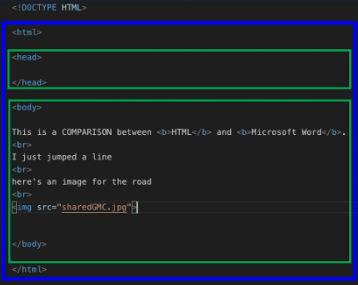 <!DOCTYPE HTML>
<html>
<head>
</head>
<body>
This is a COMPARISON between <b>HTML</b> and <b>Microsoft Word</b>.
<br>
I just jumped a line
<br>
here's an image for the road
<br>
<img src="sharedGMC.jpg">
</body>
</html>